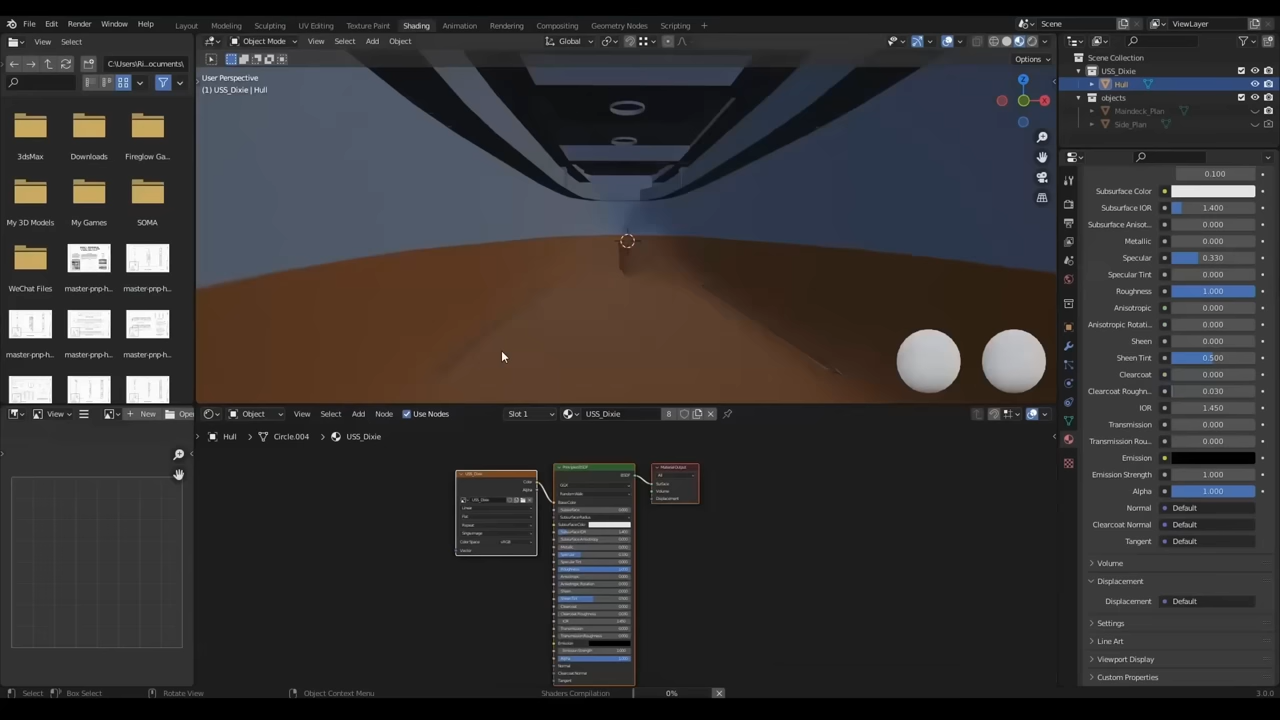 File Edit Render Window Help Layout Modeling Sculpting UV Editing Texture Paint Shading Animation Rendering Compositing Geometry Nodes Scripting + Scene ViewLayer
View Select C:\Users\Ri..ocuments\ Object Mode View Select Add Object Global
Options
User Perspective
(1) USS_Dixie | Hull
3dsMax Downloads Fireglow Ga...
My 3D Models My Games SOMA
WeChat Files master-pnp-h... master-pnp-h...
master-pnp-h... master-pnp-h... master-pnp-h...
Z
X
Scene Collection
USS_Dixie
Hull
objects
Maindeck_Plan
Side_Plan
0.100
Subsurface Color
Subsurface IOR 1.400
Subsurface Anisot... 0.000
Metallic 0.000
Specular 0.330
Specular Tint 0.000
Roughness 1.000
Anisotropic 0.000
Anisotropic Rotati... 0.000
Sheen 0.000
Sheen Tint 0.500
Clearcoat 0.000
Clearcoat Roughn... 0.030
IOR 1.450
Transmission 0.000
Transmission Rou... 0.000
Emission
Emission Strength 1.000
Alpha 1.000
Normal Default
Clearcoat Normal Default
Tangent Default
Volume
Displacement
Displacement Default
Settings
Line Art
Viewport Display
Custom Properties
View New Open Object View Select Add Node Use Nodes Slot 1 USS_Dixie 8
Hull > Circle.004 > USS_Dixie
Select Box Select Rotate View Object Context Menu Shaders Compilation 0% 3.0.0